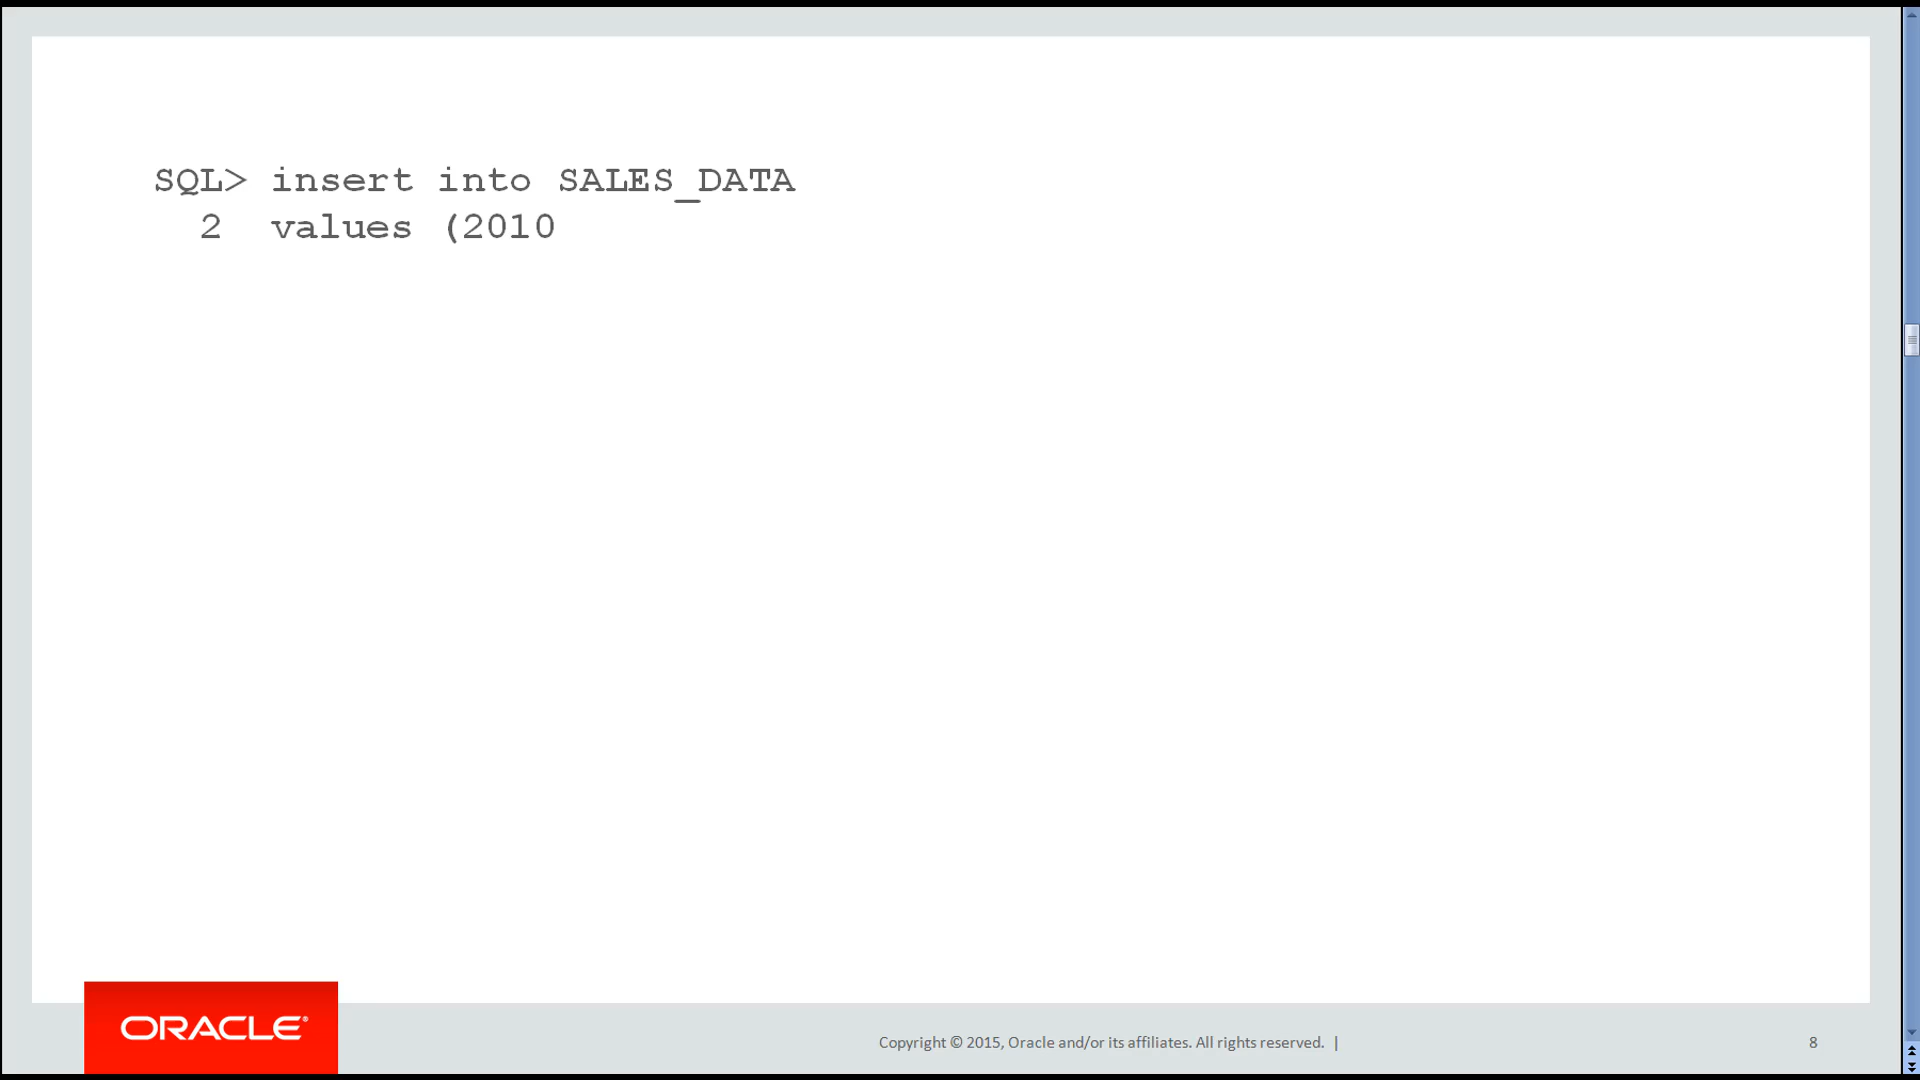 SQL> insert into SALES_DATA
2 values (2010
ORACLE®
Copyright © 2015, Oracle and/or its affiliates. All rights reserved. |
8